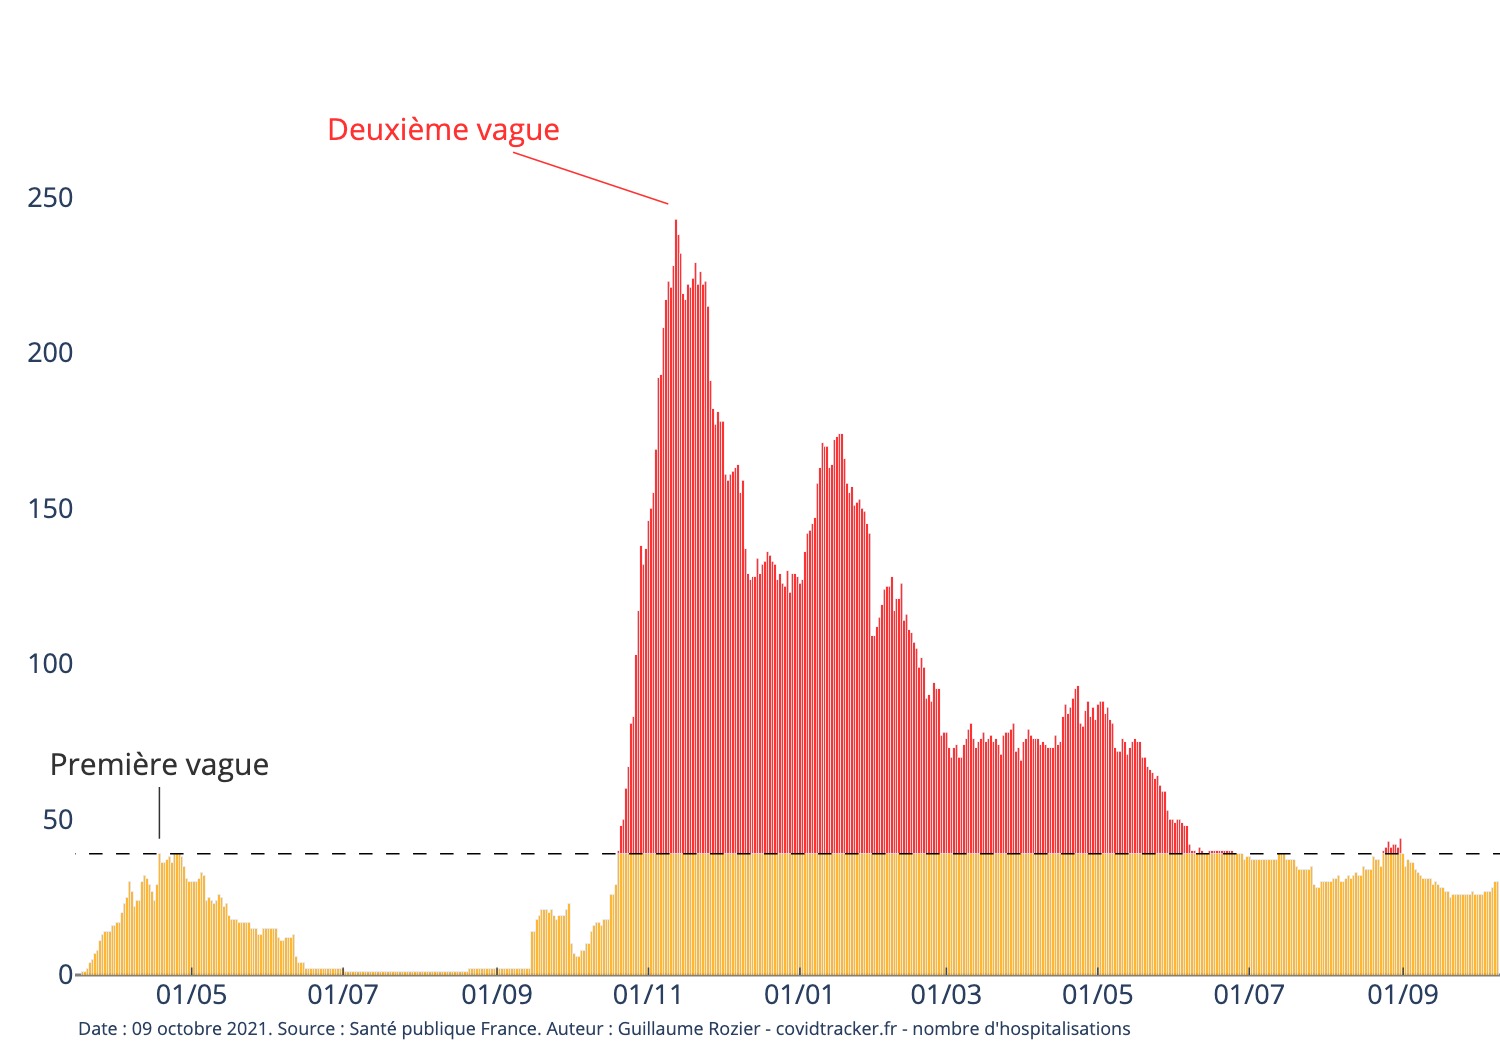 Deuxième vague
250
200
150
100
Première vague
50
0
01/05 01/07 01/09 01/11 01/01 01/03 01/05 01/07 01/09
Date : 09 octobre 2021. Source : Santé publique France. Auteur : Guillaume Rozier - covidtracker.fr - nombre d'hospitalisations